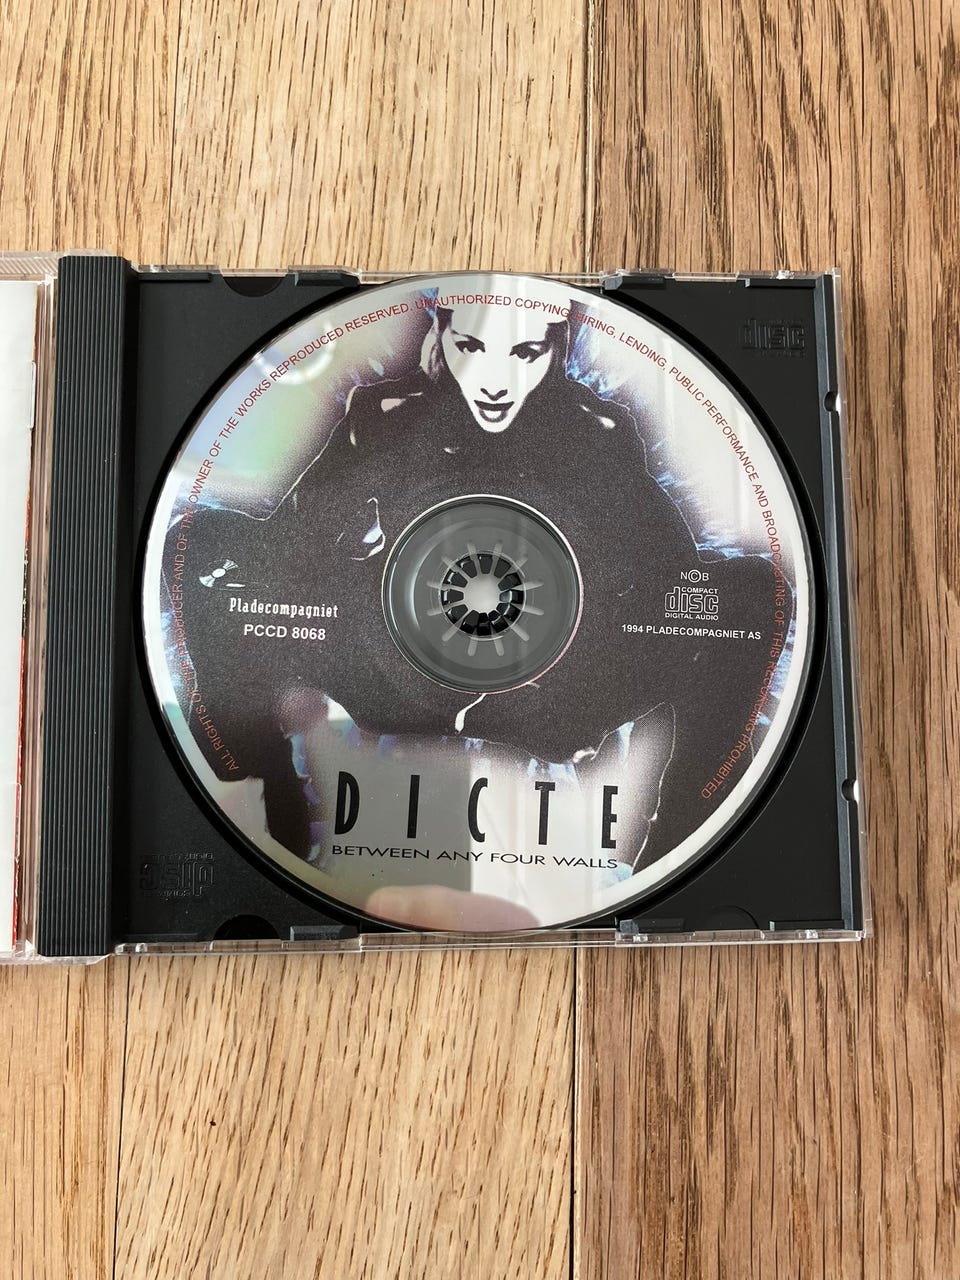 ALL RIGHTS OF THE PRODUCER AND OF THE OWNER OF THE WORKS REPRODUCED RESERVED. UNAUTHORIZED COPYING, HIRING, LENDING, PUBLIC PERFORMANCE AND BROADCASTING OF THIS RECORDING PROHIBITED
disc
Pladecompagniet
PCCD 8068
NCB
COMPACT
disc
DIGITAL AUDIO
1994 PLADECOMPAGNIET AS
DICTE
BETWEEN ANY FOUR WALLS
disc